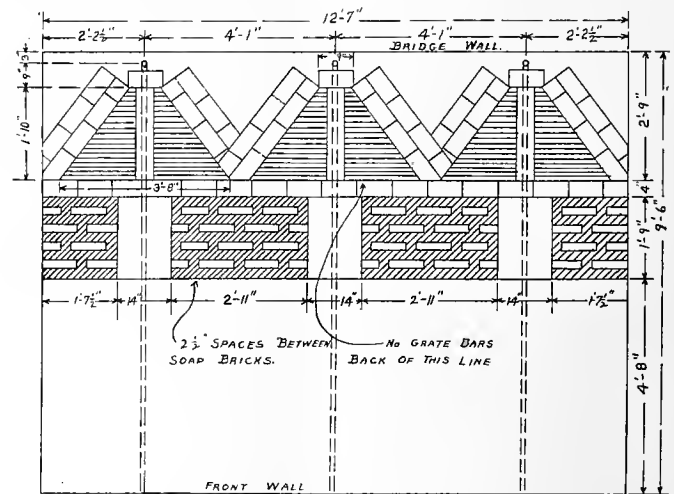 12'-7"
2'-2½" 4'-1" 4'-1" 2'-2½"
BRIDGE WALL.
3"
9"
9"
1'-10"
2'-9"
3'-8"
4"
9'-6"
1'-9"
1'-7½" 14" 2'-11" 14" 2'-11" 14" 1'-7½"
2½" SPACES BETWEEN
SOAP BRICKS.
NO GRATE BARS
BACK OF THIS LINE
4'-8"
FRONT WALL